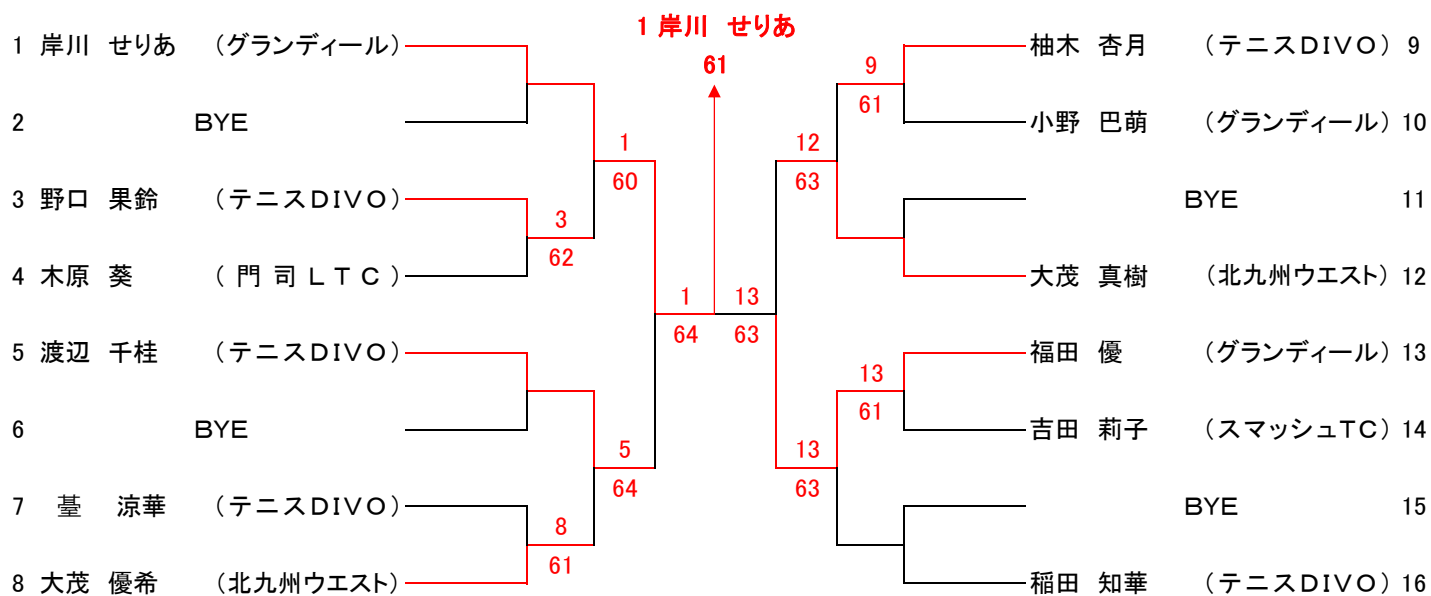 1 岸川 せりあ
61
1 岸川 せりあ (グランディール)
2 BYE
3 野口 果鈴 (テニスDIVO)
4 木原 葵 (門司LTC)
5 渡辺 千桂 (テニスDIVO)
6 BYE
7 臺 涼華 (テニスDIVO)
8 大茂 優希 (北九州ウエスト)
1
60
3
62
5
64
8
61
1
64
13
63
12
63
9
61
13
61
13
63
柚木 杏月 (テニスDIVO) 9
小野 巴萌 (グランディール) 10
BYE 11
大茂 真樹 (北九州ウエスト) 12
福田 優 (グランディール) 13
吉田 莉子 (スマッシュTC) 14
BYE 15
稲田 知華 (テニスDIVO) 16